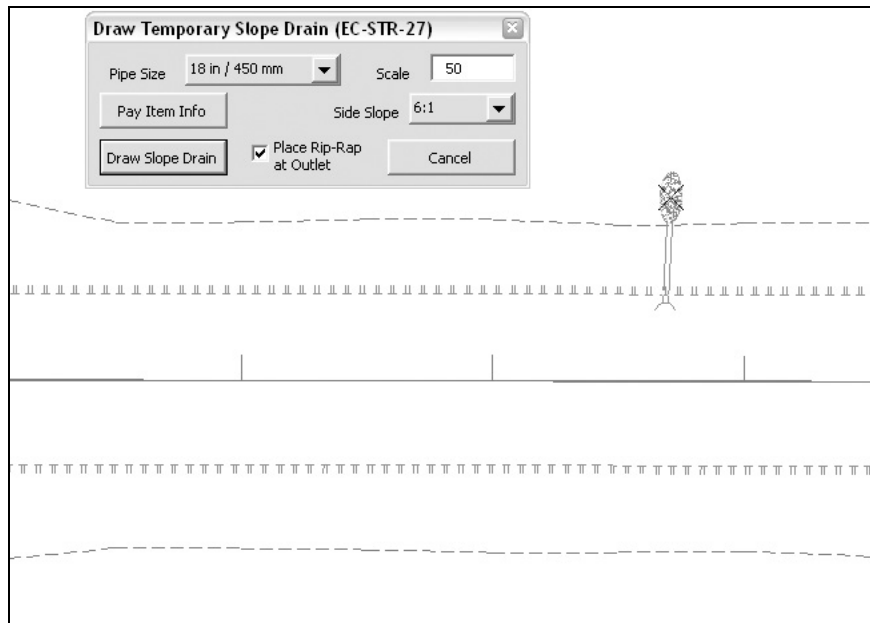 Draw Temporary Slope Drain (EC-STR-27)
Pipe Size 18 in / 450 mm Scale 50
Pay Item Info Side Slope 6:1
Draw Slope Drain Place Rip-Rap
at Outlet Cancel